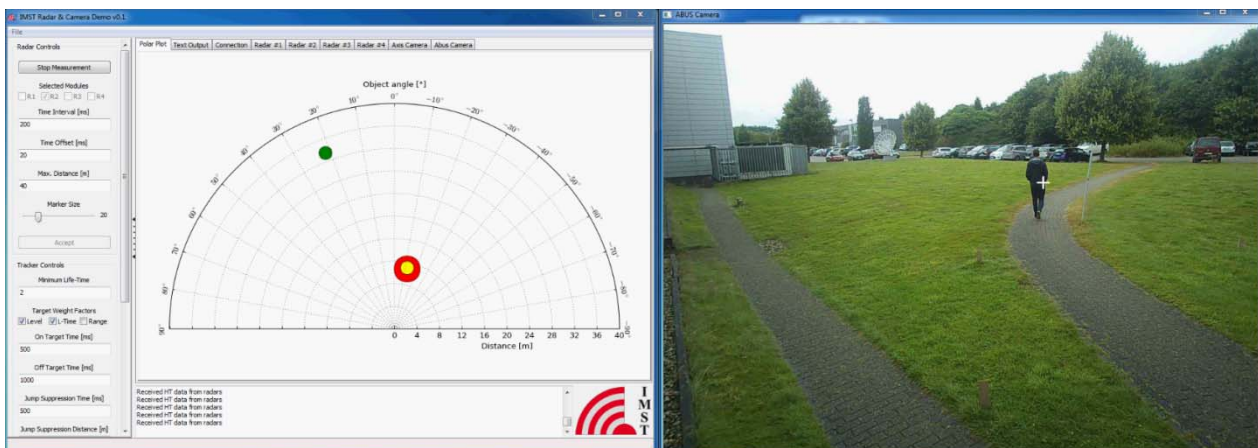 IMST Radar & Camera Demo v0.1
File
Radar Controls
Stop Measurement
Selected Modules
R1 R2 R3 R4
Time Interval [ms]
200
Time Offset [ms]
20
Max. Distance [m]
40
Marker Size
20
Accept
Tracker Controls
Minimum Life-Time
2
Target Weight Factors
Level L-Time Range
On Target Time [ms]
500
Off Target Time [ms]
1000
Jump Suppression Time [ms]
500
Jump Suppression Distance [m]
Polar Plot Text Output Connection Radar #1 Radar #2 Radar #3 Radar #4 Axis Camera Abus Camera
Object angle [°]
90° 80° 70° 60° 50° 40° 30° 20° 10° 0° −10° −20° −30° −40° −50° −60° −70° −80° −90°
0 4 8 12 16 20 24 28 32 36 40
Distance [m]
Received HT data from radars
Received HT data from radars
Received HT data from radars
Received HT data from radars
Received HT data from radars
I
M
S
T
ABUS Camera